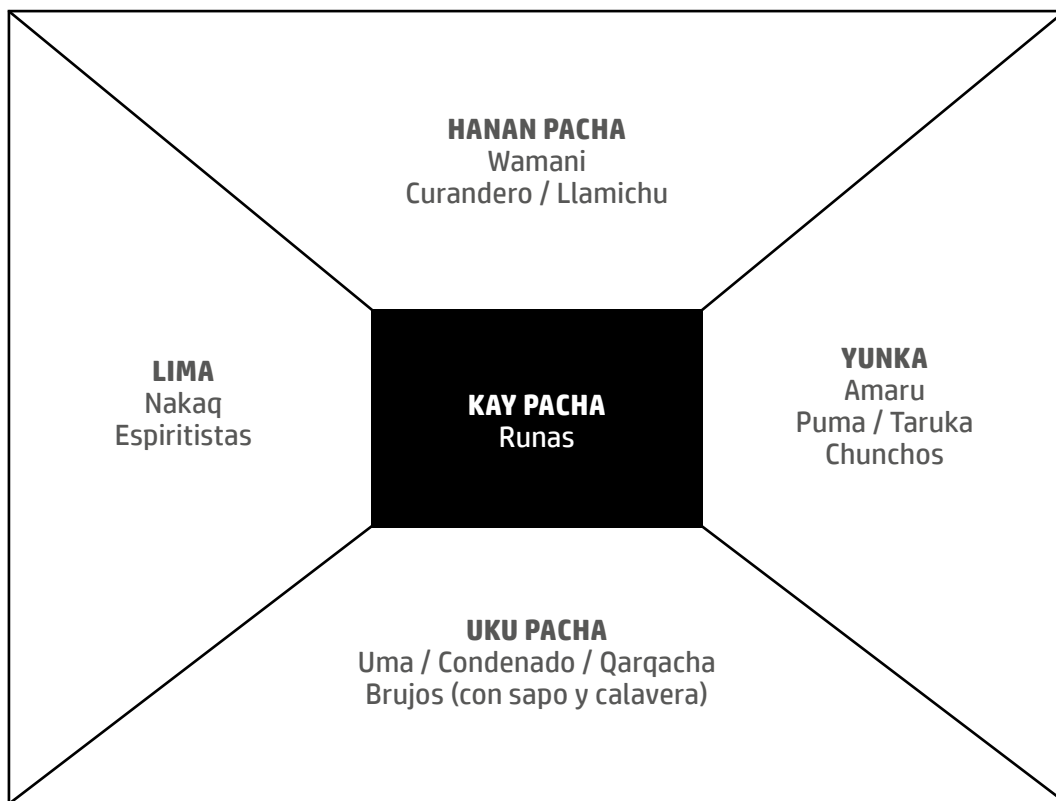 HANAN PACHA
Wamani
Curandero / Llamichu
LIMA
Nakaq
Espiritistas
KAY PACHA
Runas
YUNKA
Amaru
Puma / Taruka
Chunchos
UKU PACHA
Uma / Condenado / Qarqacha
Brujos (con sapo y calavera)